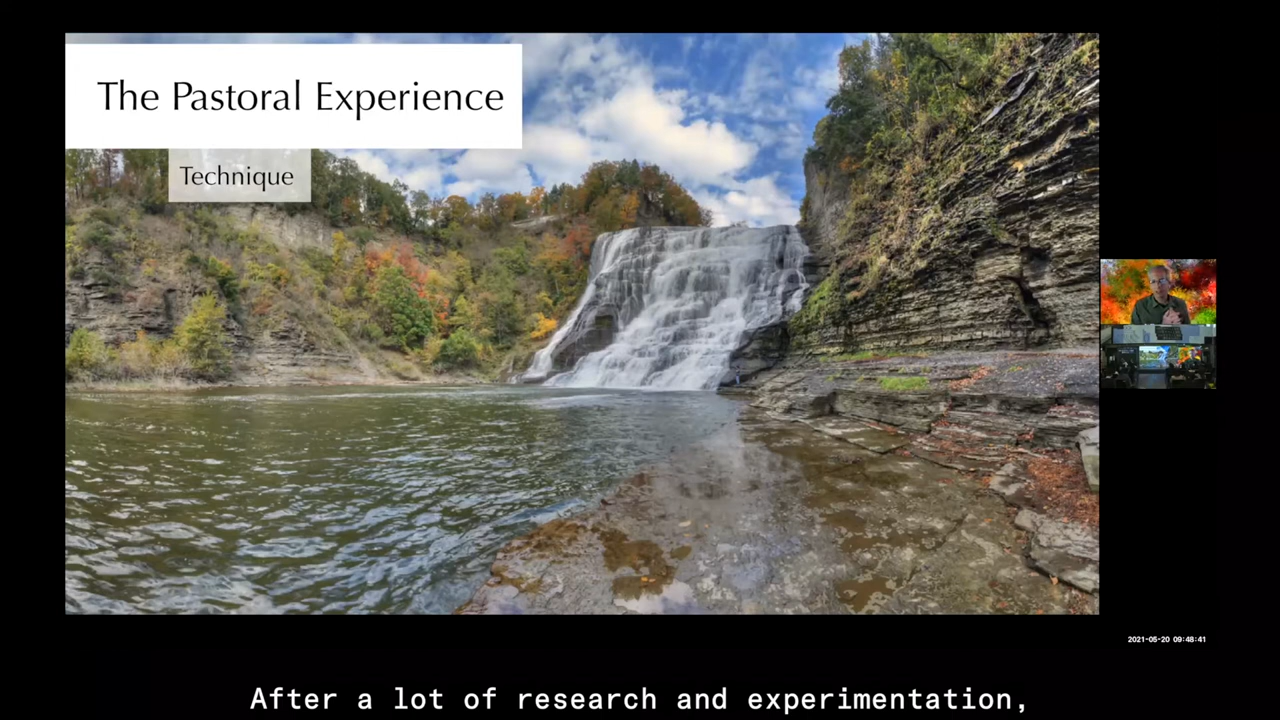 The Pastoral Experience
Technique
2021-05-20 09:48:41
After a lot of research and experimentation,